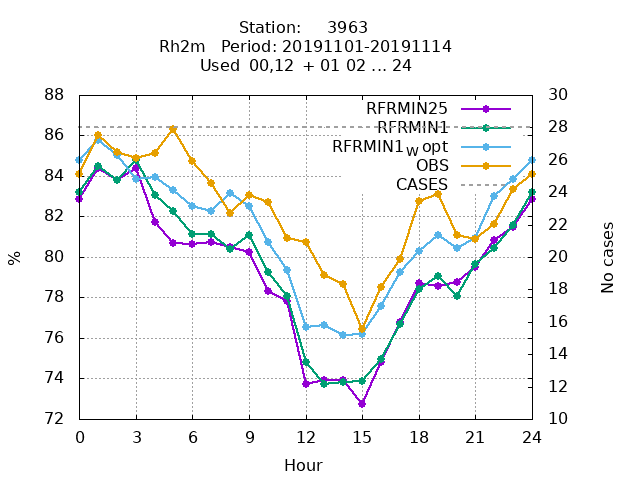 Station: 3963
Rh2m Period: 20191101-20191114
Used 00,12 + 01 02 ... 24
88 30
RFRMIN25
86 28
RFRMIN1
RFRMIN1W opt
84 26
OBS
CASES
82 24
80 22
78 20
76 18
74 16
72 14
12
10
%
No cases
0 3 6 9 12 15 18 21 24
Hour